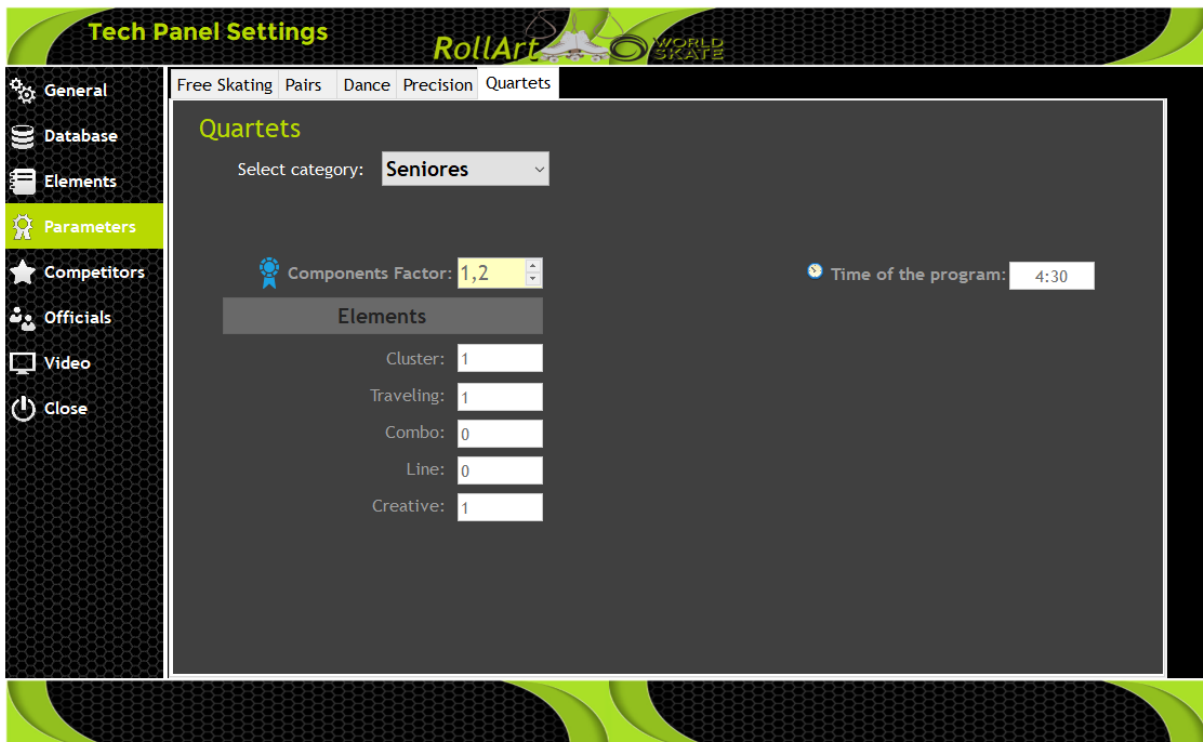 Tech Panel Settings
RollArt WORLD SKATE
General
Database
Elements
Parameters
Competitors
Officials
Video
Close
Free Skating Pairs Dance Precision Quartets
Quartets
Select category: Seniores
Components Factor: 1,2
Time of the program: 4:30
Elements
Cluster: 1
Traveling: 1
Combo: 0
Line: 0
Creative: 1